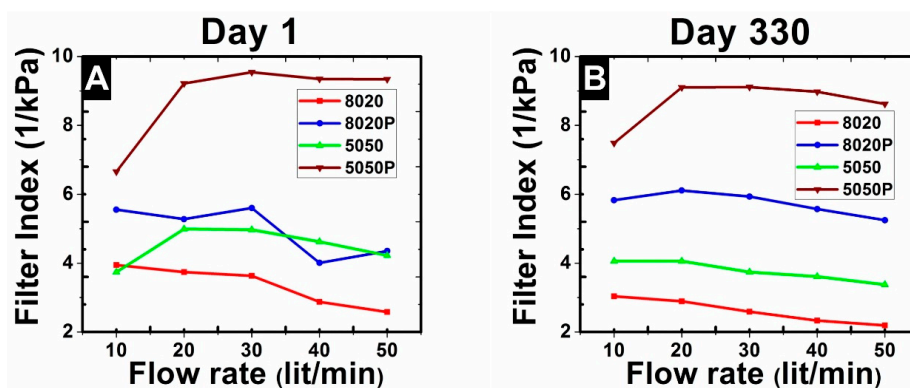 Day 1
A
Filter Index (1/kPa)
10
8
6
4
2
8020
8020P
5050
5050P
10 20 30 40 50
Flow rate (lit/min)
Day 330
B
Filter Index (1/kPa)
10
8
6
4
2
8020
8020P
5050
5050P
10 20 30 40 50
Flow rate (lit/min)